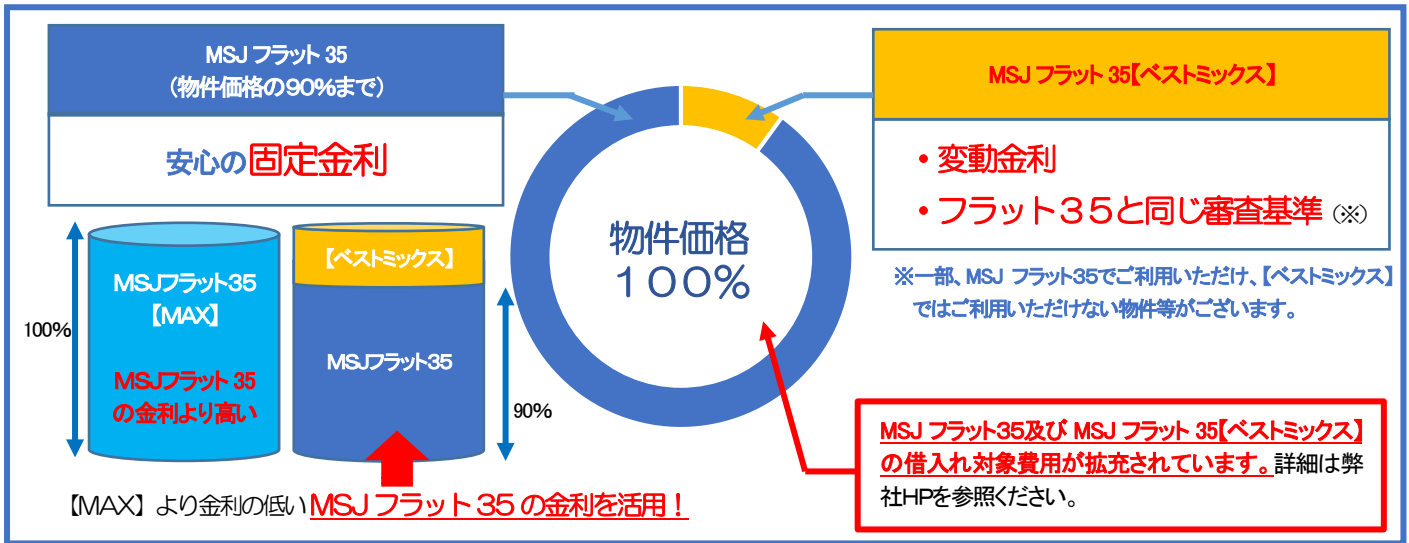 MSJ フラット 35
（物件価格の90％まで）
安心の固定金利
MSJ フラット 35【ベストミックス】
・変動金利
・フラット３５と同じ審査基準（※）
※一部、MSJ フラット35でご利用いただけ、【ベストミックス】
ではご利用いただけない物件等がございます。
物件価格
１００％
100%
MSJフラット35
【MAX】
MSJフラット 35
の金利より高い
【ベストミックス】
MSJフラット35
90%
【MAX】より金利の低い MSJ フラット 35 の金利を活用！
MSJ フラット35及び MSJ フラット 35【ベストミックス】
の借入れ対象費用が拡充されています。詳細は弊
社HPを参照ください。